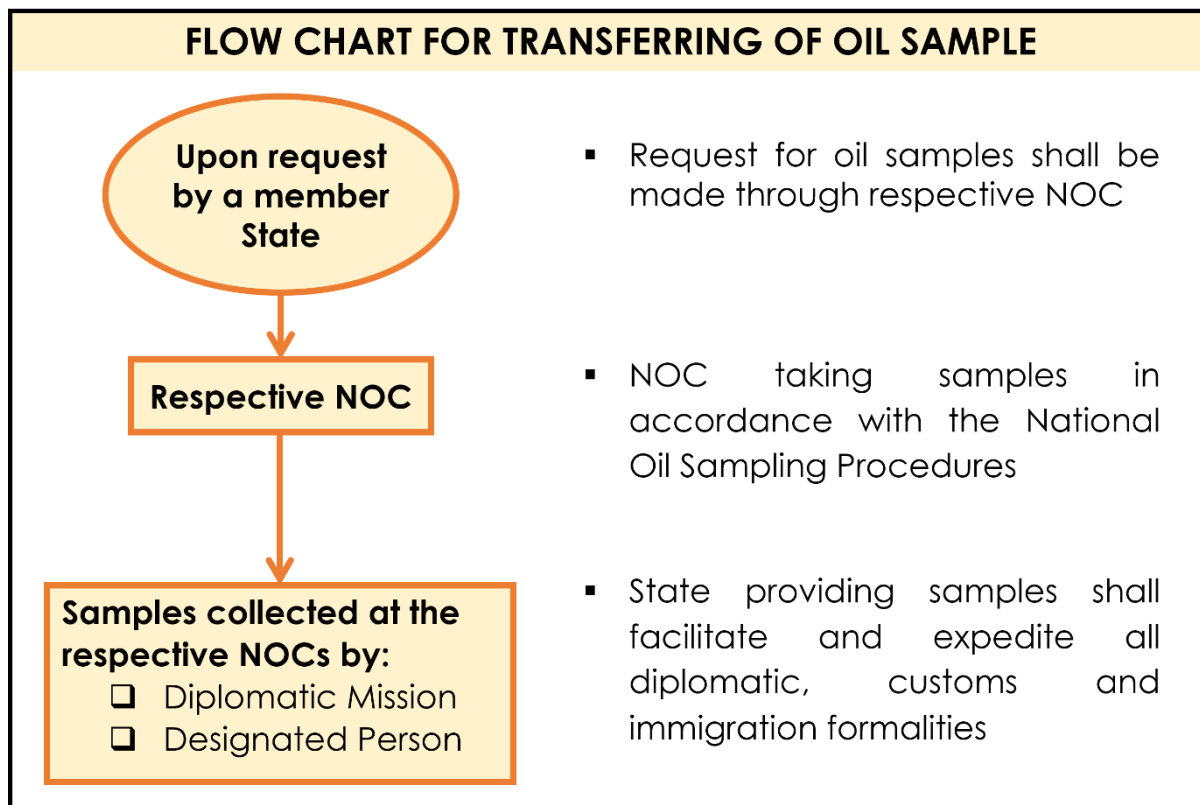 FLOW CHART FOR TRANSFERRING OF OIL SAMPLE
Upon request
by a member
State
▪ Request for oil samples shall be
made through respective NOC
Respective NOC
▪ NOC taking samples in
accordance with the National
Oil Sampling Procedures
Samples collected at the
respective NOCs by:
❑ Diplomatic Mission
❑ Designated Person
▪ State providing samples shall
facilitate and expedite all
diplomatic, customs and
immigration formalities